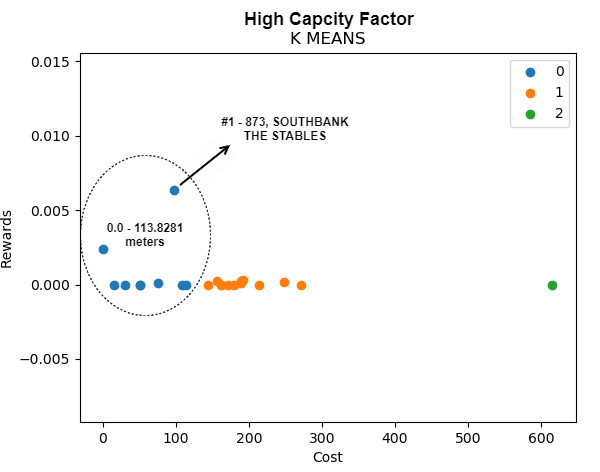 High Capcity Factor
K MEANS
0.015
0.010
0.005
0.000
−0.005
Rewards
0
1
2
#1 - 873, SOUTHBANK
THE STABLES
0.0 - 113.8281
meters
0 100 200 300 400 500 600
Cost